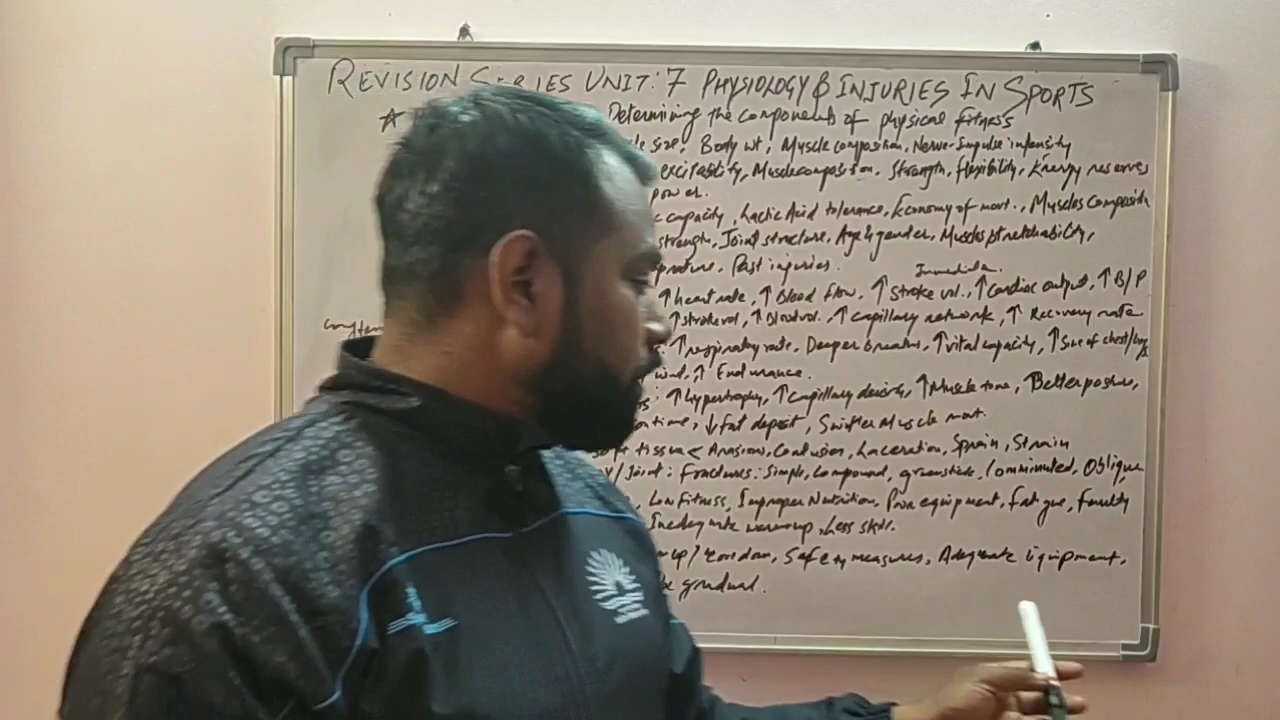 REVISION SERIES UNIT: 7 PHYSIOLOGY & INJURIES IN SPORTS
Determining the components of physical fitness
size, Body wt, Muscle composition, Nerve-Impulse intensity
excitability, Muscle composition, Strength, flexibility, Energy reserves
power.
capacity, Lactic Acid tolerance, Economy of movt., Muscles Composition
strength, Joint structure, Age & gender, Muscles stretchability,
Past injuries.
Immediate
↑ heart rate, ↑ Blood flow, ↑ Stroke vol., ↑ Cardiac output, ↑ B/P
↑ stroke vol, ↑ Blood vol. ↑ Capillary network, ↑ Recovery rate
↑ respiratory rate, Deeper breaths, ↑ vital capacity, ↑ Size of chest/
wind, ↑ Endurance.
↑ Hypertrophy, ↑ Capillary density, ↑ Muscle tone, ↑ Better posture,
time, ↓ fat deposit, Swifter Muscle movt.
tissue < Contusion, Laceration, Sprain, Strain
/ Joint : Fractures: Simple, Compound, greenstick, Comminuted, Oblique
Low fitness, Improper Nutrition, Poor equipment, fatigue, Faulty
Inadequate warmup, Less skill.
up/ Safety measures, Adequate Equipment,
gradual.